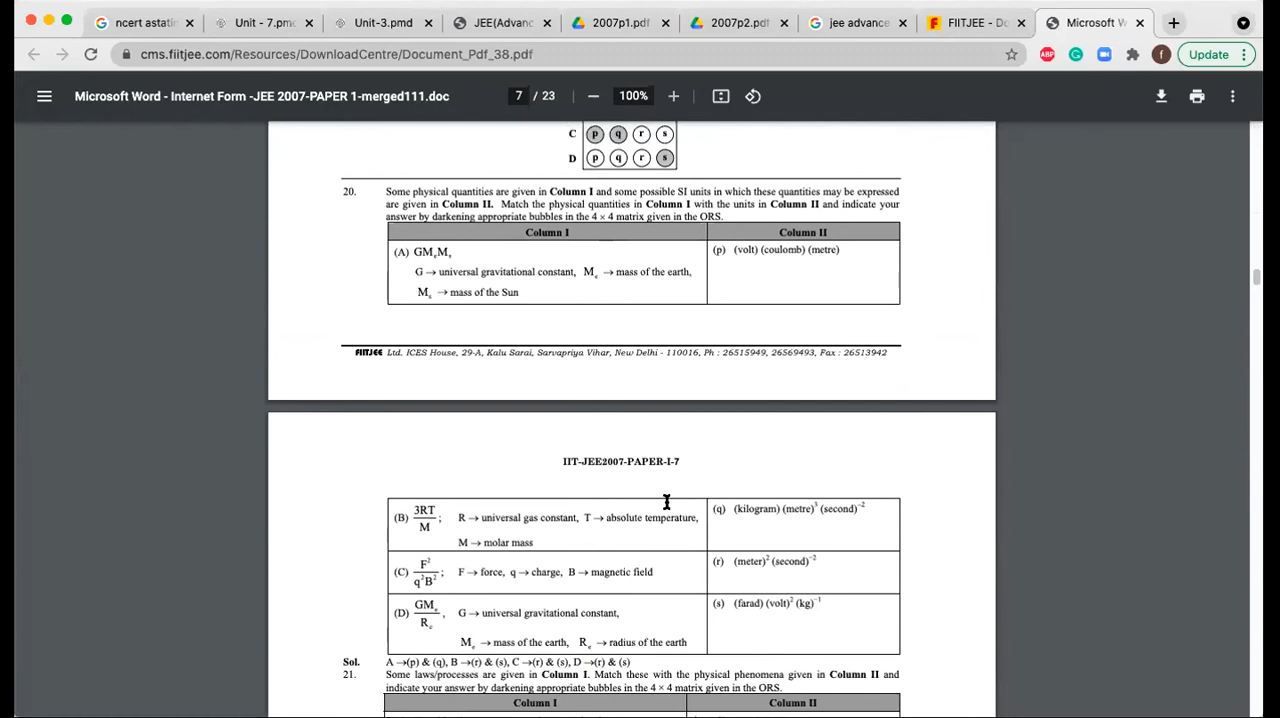 ncert astatin
Unit - 7.pmd
Unit-3.pmd
JEE(Advanc
2007p1.pdf
2007p2.pdf
jee advance
FIITJEE - Do
Microsoft W
cms.fiitjee.co/Resources/DownloadCentre/Document_Pdf_38.pdf
ABP
f
Update
Microsoft Word - Internet Form -JEE 2007-PAPER 1-merged111.doc
7 / 23
100%
C p q r s
D p q r s
20. Some physical quantities are given in Column I and some possible SI units in which these quantities may be expressed
are given in Column II. Match the physical quantities in Column I with the units in Column II and indicate your
answer by darkening appropriate bubbles in the 4 × 4 matrix given in the ORS.
Column I Column II
(A) GMₑMₛ (p) (volt) (coulomb) (metre)
G → universal gravitational constant, Mₑ → mass of the earth,
Mₛ → mass of the Sun
FIITJEE Ltd. ICES House, 29-A, Kalu Sarai, Sarvapriya Vihar, New Delhi - 110016, Ph : 26515949, 26569493, Fax : 26513942
IIT-JEE2007-PAPER-I-7
(B) 3RT/M; R → universal gas constant, T → absolute temperature, (q) (kilogram) (metre)³ (second)⁻²
M → molar mass
(C) F²/q²B²; F → force, q → charge, B → magnetic field (r) (meter)² (second)⁻²
(D) GMₑ/Rₑ, G → universal gravitational constant, (s) (farad) (volt)² (kg)⁻¹
Mₑ → mass of the earth, Rₑ → radius of the earth
Sol. A →(p) & (q), B →(r) & (s), C →(r) & (s), D →(r) & (s)
21. Some laws/processes are given in Column I. Match these with the physical phenomena given in Column II and
indicate your answer by darkening appropriate bubbles in the 4 × 4 matrix given in the ORS.
Column I Column II